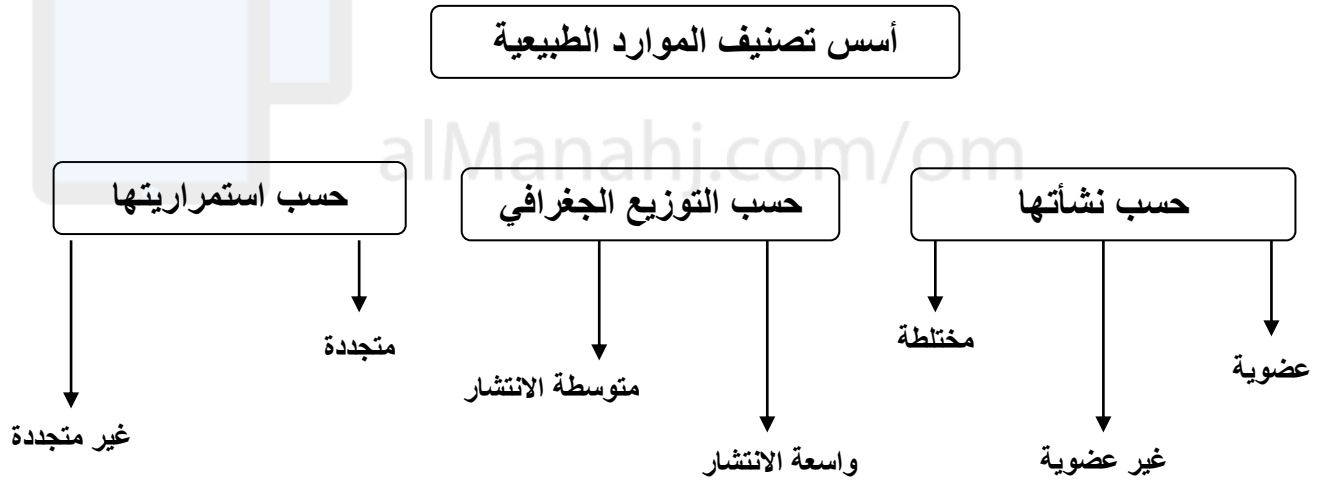 أسس تصنيف الموارد الطبيعية
alManahj.com/om
حسب نشأتها
حسب التوزيع الجغرافي
حسب استمراريتها
عضوية
غير عضوية
مختلطة
واسعة الانتشار
متوسطة الانتشار
متجددة
غير متجددة